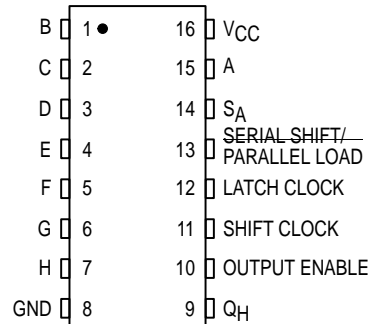 B 1 16 VCC
C 2 15 A
D 3 14 SA
E 4 13 SERIAL SHIFT/
PARALLEL LOAD
F 5 12 LATCH CLOCK
G 6 11 SHIFT CLOCK
H 7 10 OUTPUT ENABLE
GND 8 9 QH